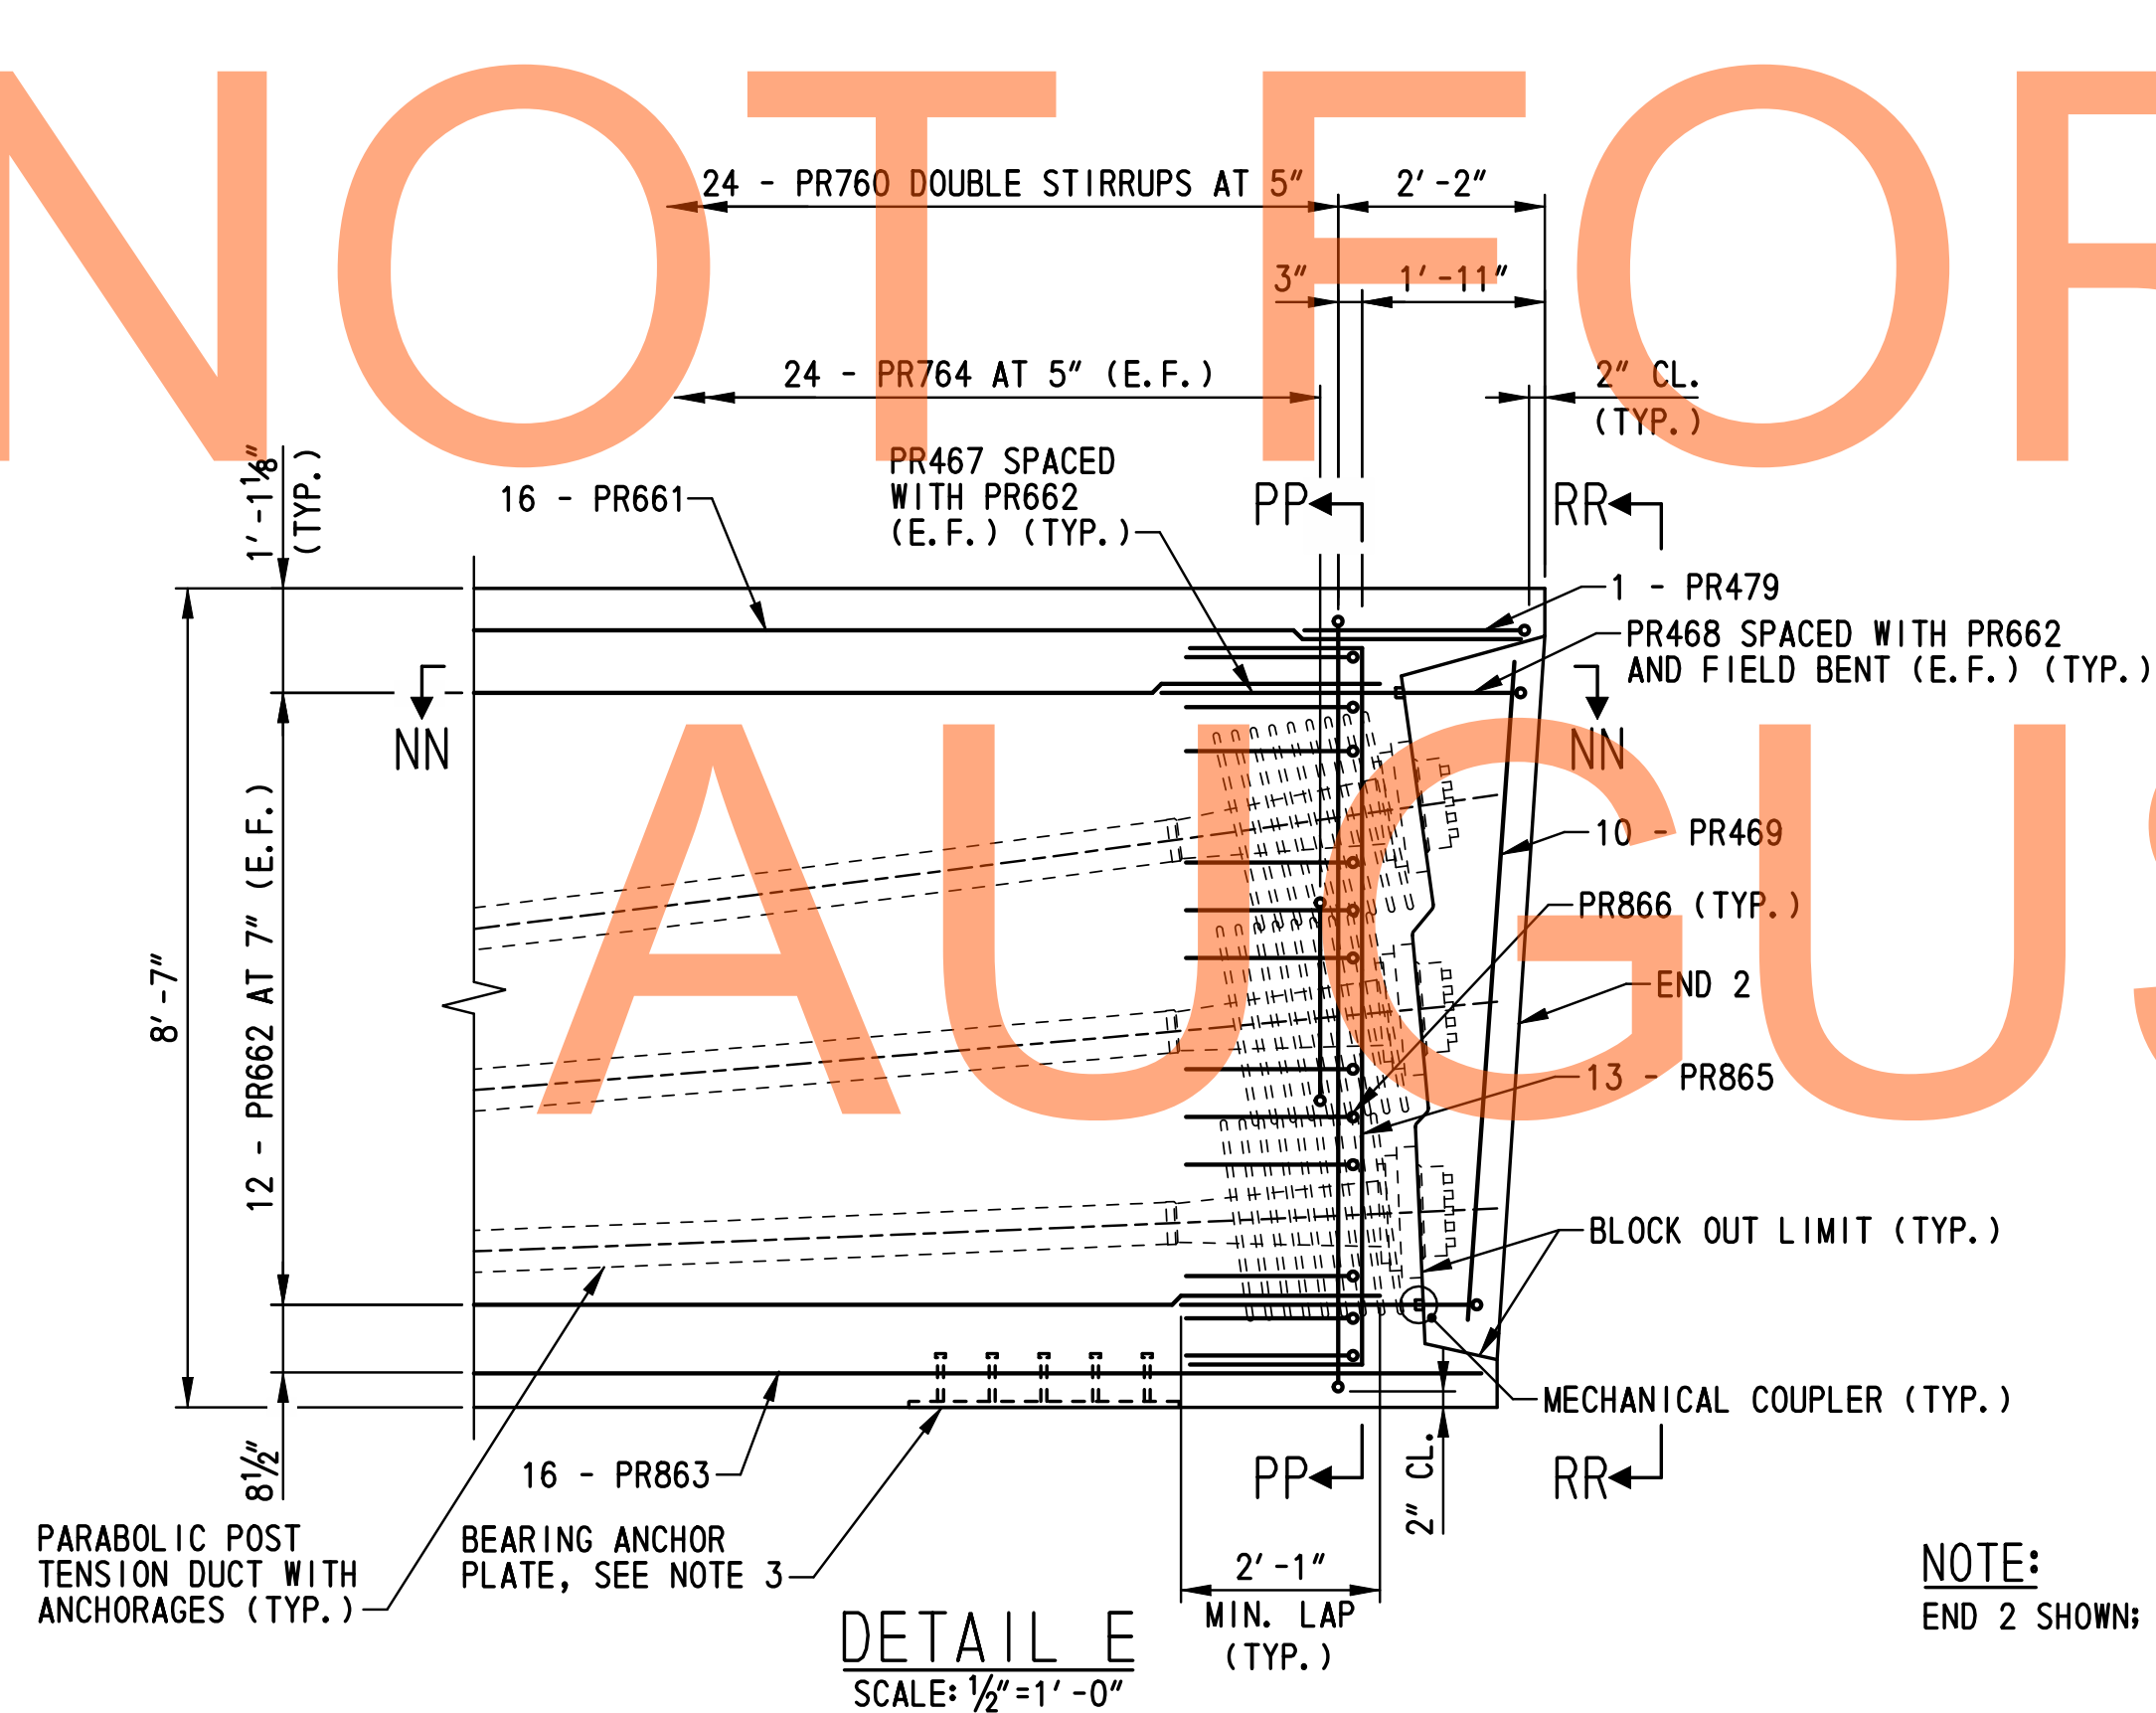 NOT FOR
24 - PR760 DOUBLE STIRRUPS AT 5"
2'-2"
3"
1'-11"
24 - PR764 AT 5" (E.F.)
2" CL.
(TYP.)
1'-1⅛"
(TYP.)
16 - PR661
PR467 SPACED
WITH PR662
(E.F.) (TYP.)
PP
RR
1 - PR479
PR468 SPACED WITH PR662
AND FIELD BENT (E.F.) (TYP.)
NN
NN
AUGUS
10 - PR469
PR866 (TYP.)
END 2
8'-7"
12 - PR662 AT 7" (E.F.)
13 - PR865
BLOCK OUT LIMIT (TYP.)
MECHANICAL COUPLER (TYP.)
8½"
16 - PR863
PP
2" CL.
RR
PARABOLIC POST
TENSION DUCT WITH
ANCHORAGES (TYP.)
BEARING ANCHOR
PLATE, SEE NOTE 3
2'-1"
MIN. LAP
(TYP.)
DETAIL E
SCALE: ½"=1'-0"
NOTE:
END 2 SHOWN;